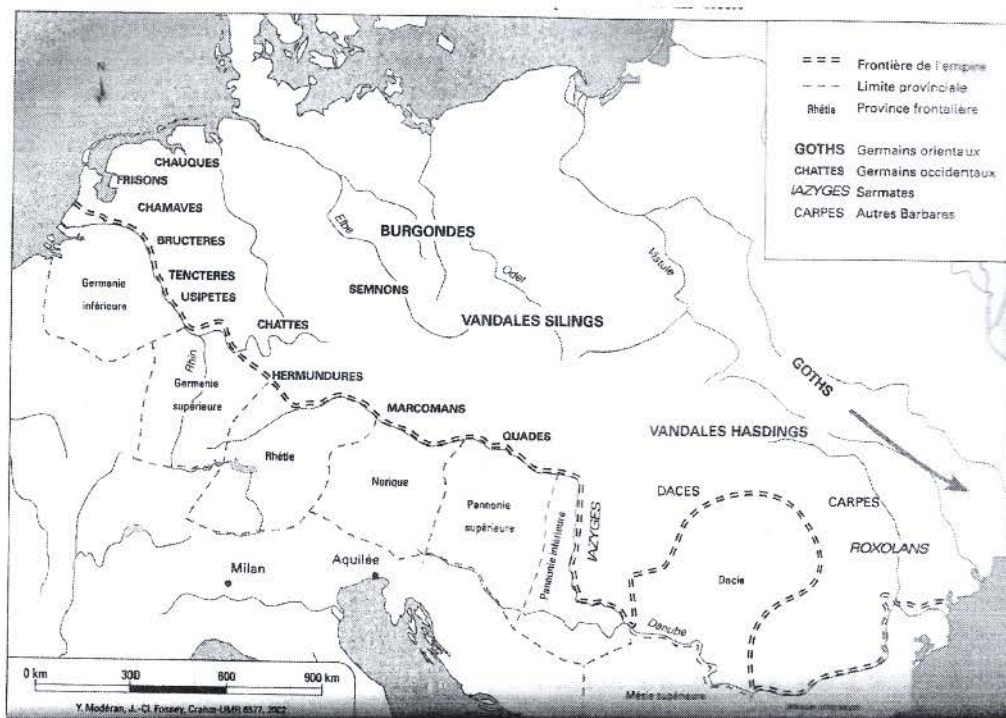 N
Frontière de l'empire
Limite provinciale
Rhétie Province frontalière
GOTHS Germains orientaux
CHATTES Germains occidentaux
IAZYGES Sarmates
CARPES Autres Barbares
CHAUQUES
FRISONS
CHAMAVES
BRUCTERES
TENCTERES
USIPETES
CHATTES
Elbe
BURGONDES
Oder
Vistule
SEMNONS
VANDALES SILINGS
Germanie
inférieure
Rhin
Germanie
supérieure
HERMUNDURES
MARCOMANS
QUADES
GOTHS
VANDALES HASDINGS
Rhétie
Norique
Pannonie
supérieure
Pannonie inférieure
IAZYGES
DACES
CARPES
ROXOLANS
Dacie
Milan
Aquilée
Danube
Mésie supérieure
0 km 300 600 900 km
Y. Modéran, J.-Cl. Fossey, Crahm-UMR 6577, 2002